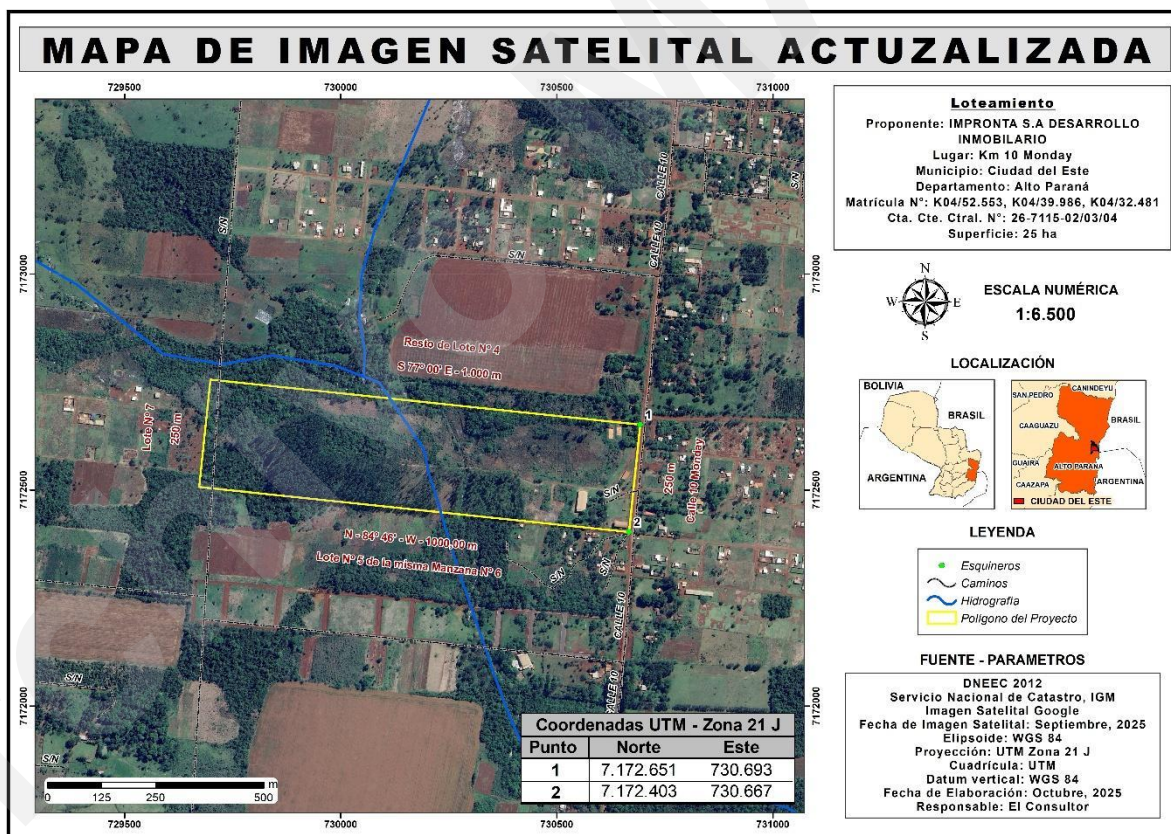 MAPA DE IMAGEN SATELITAL ACTUZALIZADA
729500 730000 730500 731000
7173000
7172500
7172000
7173000
7172500
7172000
S/N
S/N
S/N
CALLE 10
CALLE 10
Resto de Lote N° 4
S 77° 00' E - 1.000 m
Lote N° 7
250 m
1
250 m
Calle 10 Monday
S/N
2
N - 84° 46' - W - 1000,00 m
Lote N° 5 de la misma Manzana N° 6
S/N
S/N
CALLE 10
CALLE 10
S/N
S/N
Coordenadas UTM - Zona 21 J
Punto Norte Este
1 7.172.651 730.693
2 7.172.403 730.667
0 125 250 500 m
729500 730000 730500 731000
Loteamiento
Proponente: IMPRONTA S.A DESARROLLO
INMOBILARIO
Lugar: Km 10 Monday
Municipio: Ciudad del Este
Departamento: Alto Paraná
Matrícula N°: K04/52.553, K04/39.986, K04/32.481
Cta. Cte. Ctral. N°: 26-7115-02/03/04
Superficie: 25 ha
N
W E
S
ESCALA NUMÉRICA
1:6.500
LOCALIZACIÓN
BOLIVIA
BRASIL
ARGENTINA
SAN PEDRO
CANINDEYU
CAAGUAZU
BRASIL
GUAIRA
ALTO PARANA
CAAZAPA
ARGENTINA
CIUDAD DEL ESTE
LEYENDA
Esquineros
Caminos
Hidrografía
Polígono del Proyecto
FUENTE - PARAMETROS
DNEEC 2012
Servicio Nacional de Catastro, IGM
Imagen Satelital Google
Fecha de Imagen Satelital: Septiembre, 2025
Elipsoide: WGS 84
Proyección: UTM Zona 21 J
Cuadrícula: UTM
Datum vertical: WGS 84
Fecha de Elaboración: Octubre, 2025
Responsable: El Consultor